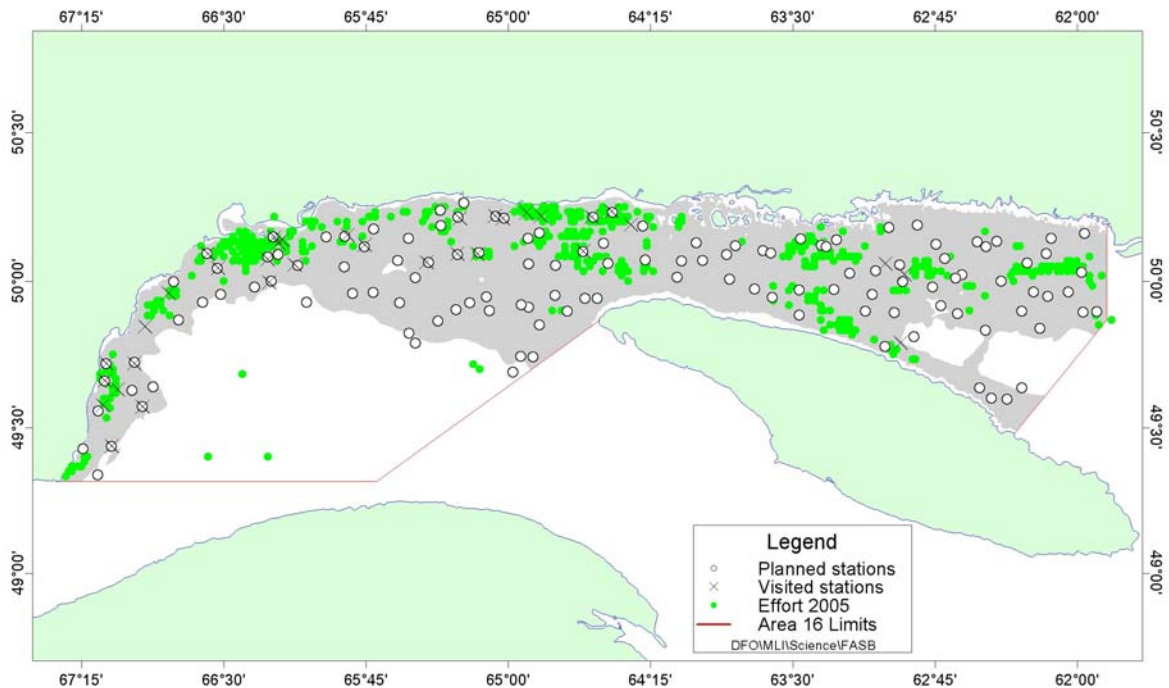 67°15' 66°30' 65°45' 65°00' 64°15' 63°30' 62°45' 62°00'
50°30' 50°30'
50°00' 50°00'
49°30' 49°30'
49°00' 49°00'
Legend
Planned stations
Visited stations
Effort 2005
Area 16 Limits
DFO\MLI\Science\FASB
67°15' 66°30' 65°45' 65°00' 64°15' 63°30' 62°45' 62°00'